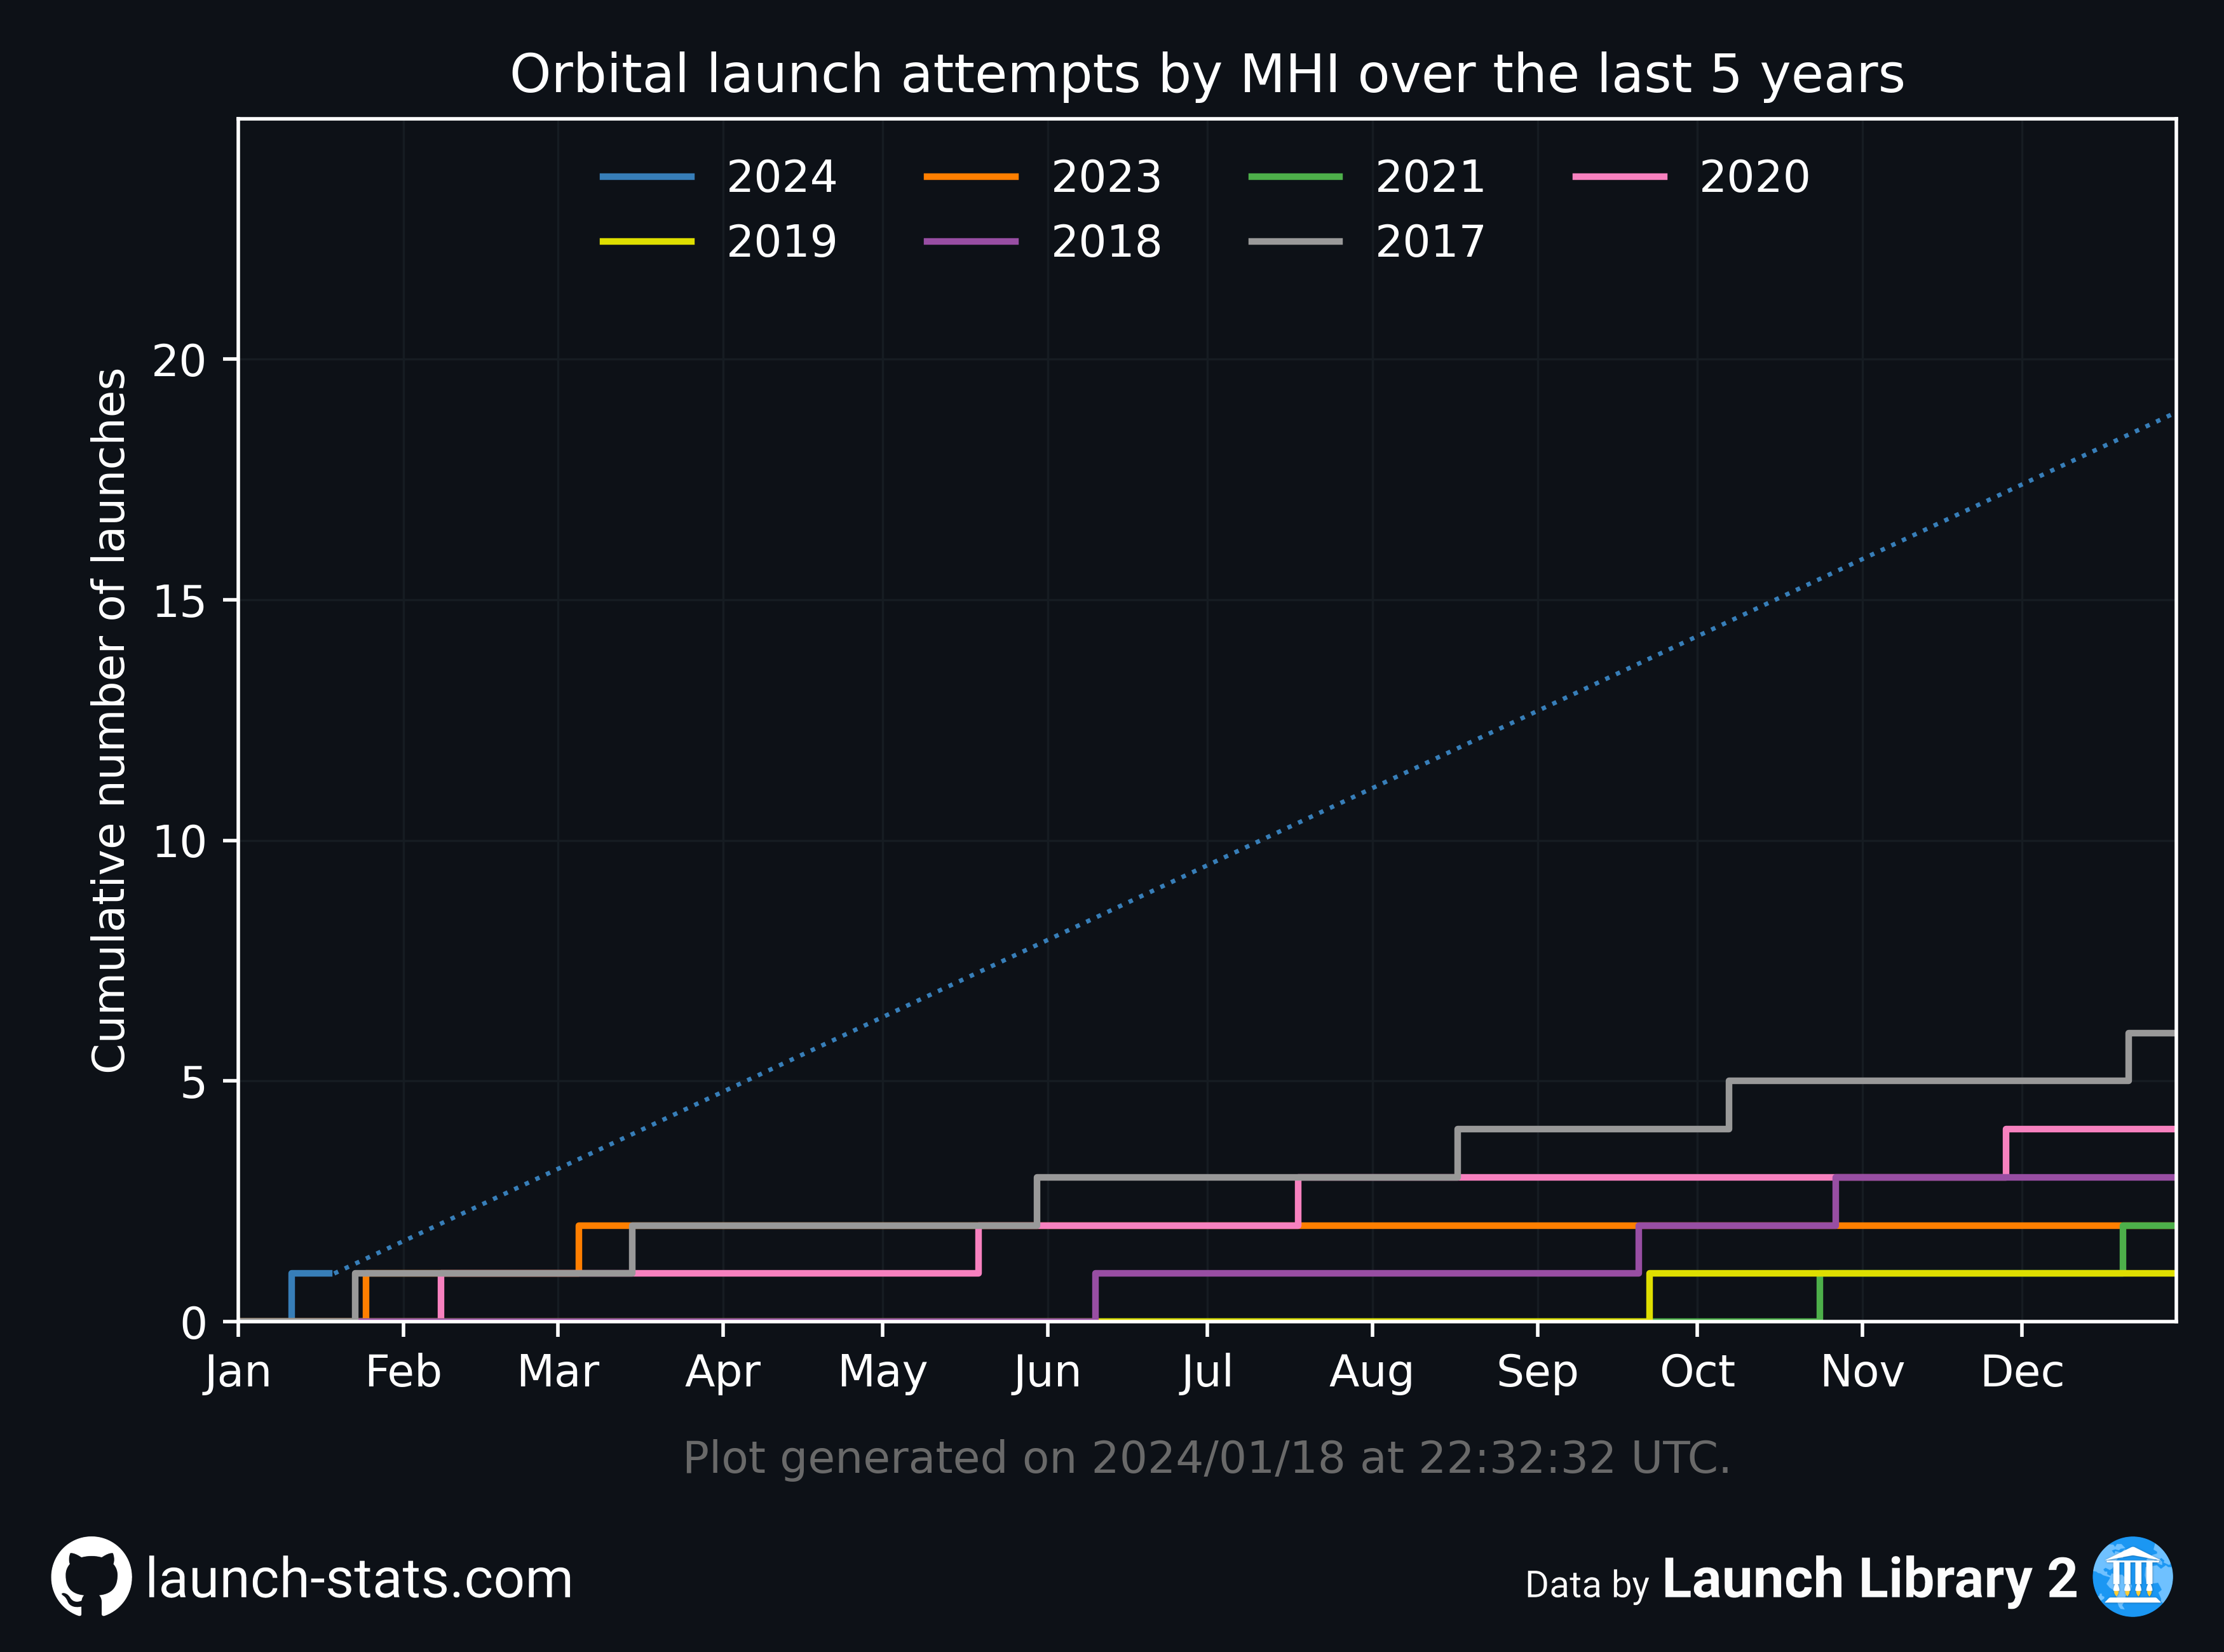 Orbital launch attempts by MHI over the last 5 years
2024 2023 2021 2020
2019 2018 2017
Cumulative number of launches
20
15
10
5
0
Jan Feb Mar Apr May Jun Jul Aug Sep Oct Nov Dec
Plot generated on 2024/01/18 at 22:32:32 UTC.
launch-stats.com
Data by Launch Library 2